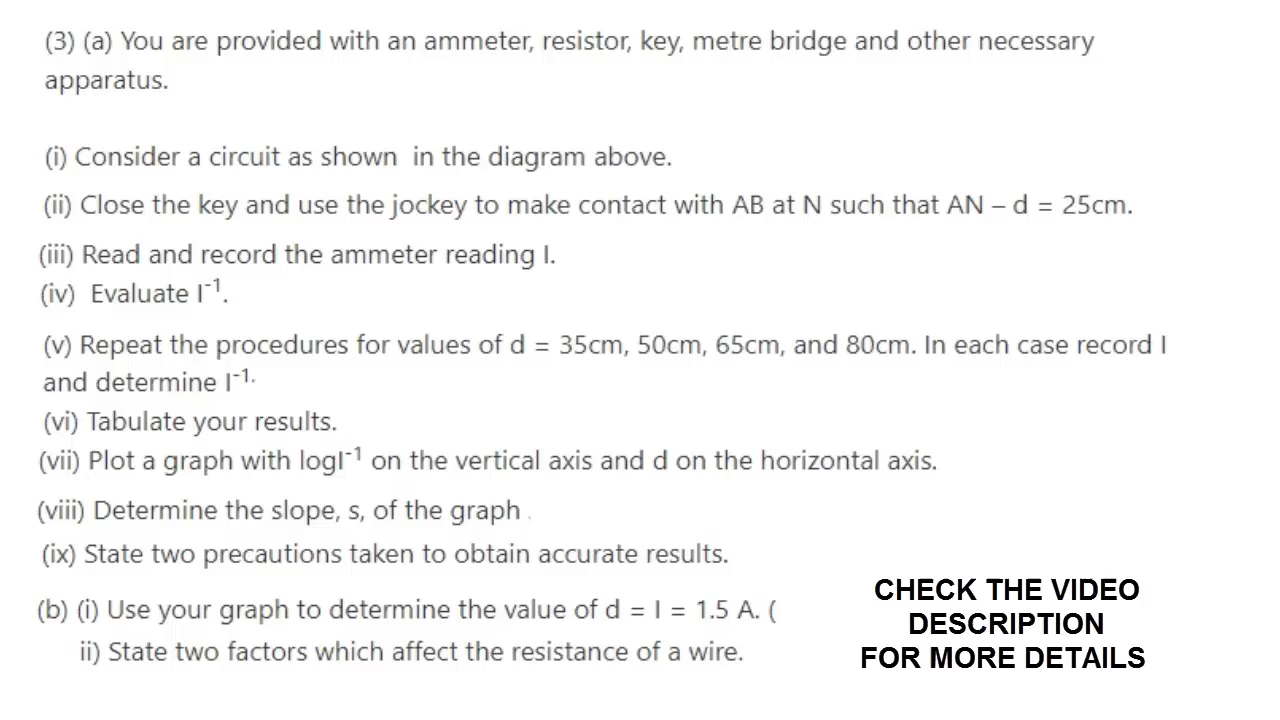 (3) (a) You are provided with an ammeter, resistor, key, metre bridge and other necessary
apparatus.
(i) Consider a circuit as shown in the diagram above.
(ii) Close the key and use the jockey to make contact with AB at N such that AN – d = 25cm.
(iii) Read and record the ammeter reading I.
(iv) Evaluate I⁻¹.
(v) Repeat the procedures for values of d = 35cm, 50cm, 65cm, and 80cm. In each case record I
and determine I⁻¹·
(vi) Tabulate your results.
(vii) Plot a graph with logI⁻¹ on the vertical axis and d on the horizontal axis.
(viii) Determine the slope, s, of the graph .
(ix) State two precautions taken to obtain accurate results.
(b) (i) Use your graph to determine the value of d = I = 1.5 A. (
ii) State two factors which affect the resistance of a wire.
CHECK THE VIDEO
DESCRIPTION
FOR MORE DETAILS